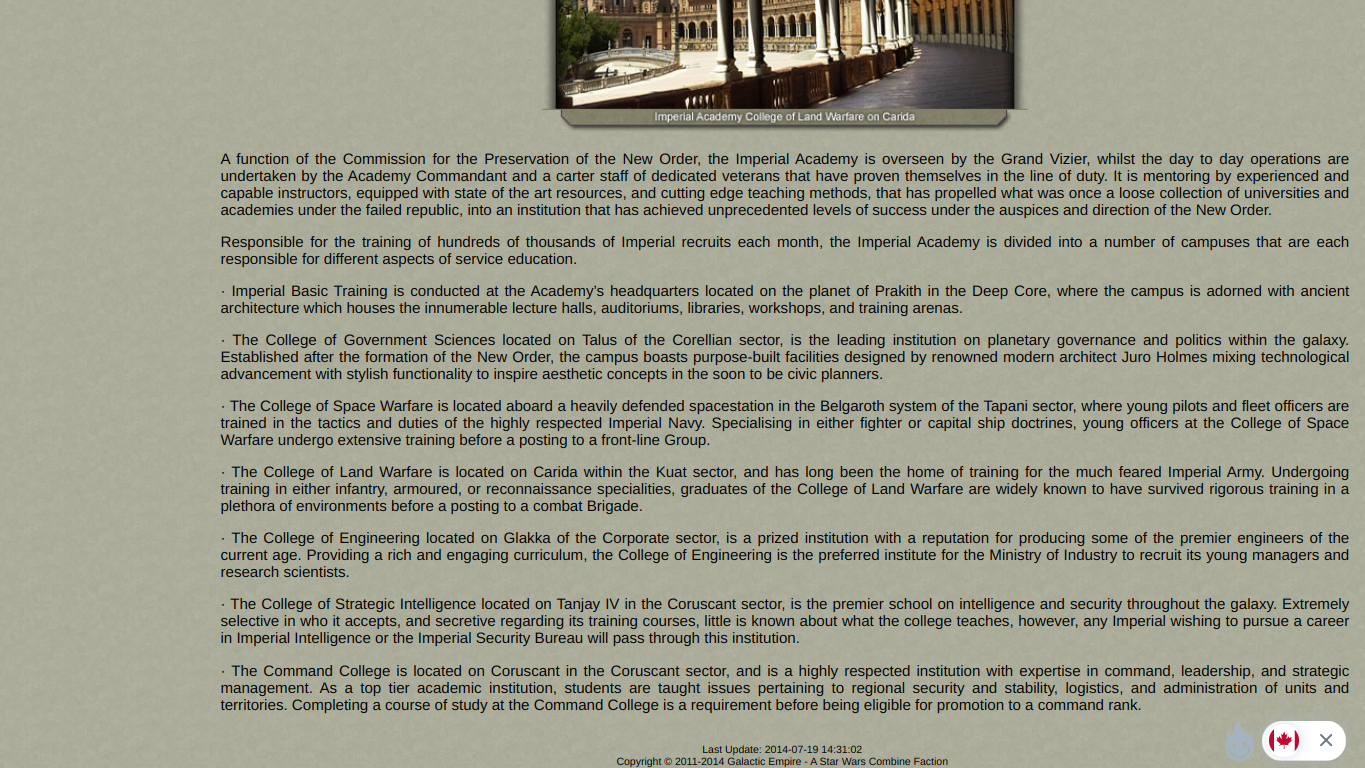 Imperial Academy College of Land Warfare on Carida
A function of the Commission for the Preservation of the New Order, the Imperial Academy is overseen by the Grand Vizier, whilst the day to day operations are
undertaken by the Academy Commandant and a carter staff of dedicated veterans that have proven themselves in the line of duty. It is mentoring by experienced and
capable instructors, equipped with state of the art resources, and cutting edge teaching methods, that has propelled what was once a loose collection of universities and
academies under the failed republic, into an institution that has achieved unprecedented levels of success under the auspices and direction of the New Order.
Responsible for the training of hundreds of thousands of Imperial recruits each month, the Imperial Academy is divided into a number of campuses that are each
responsible for different aspects of service education.
· Imperial Basic Training is conducted at the Academy's headquarters located on the planet of Prakith in the Deep Core, where the campus is adorned with ancient
architecture which houses the innumerable lecture halls, auditoriums, libraries, workshops, and training arenas.
· The College of Government Sciences located on Talus of the Corellian sector, is the leading institution on planetary governance and politics within the galaxy.
Established after the formation of the New Order, the campus boasts purpose-built facilities designed by renowned modern architect Juro Holmes mixing technological
advancement with stylish functionality to inspire aesthetic concepts in the soon to be civic planners.
· The College of Space Warfare is located aboard a heavily defended spacestation in the Belgaroth system of the Tapani sector, where young pilots and fleet officers are
trained in the tactics and duties of the highly respected Imperial Navy. Specialising in either fighter or capital ship doctrines, young officers at the College of Space
Warfare undergo extensive training before a posting to a front-line Group.
· The College of Land Warfare is located on Carida within the Kuat sector, and has long been the home of training for the much feared Imperial Army. Undergoing
training in either infantry, armoured, or reconnaissance specialities, graduates of the College of Land Warfare are widely known to have survived rigorous training in a
plethora of environments before a posting to a combat Brigade.
· The College of Engineering located on Glakka of the Corporate sector, is a prized institution with a reputation for producing some of the premier engineers of the
current age. Providing a rich and engaging curriculum, the College of Engineering is the preferred institute for the Ministry of Industry to recruit its young managers and
research scientists.
· The College of Strategic Intelligence located on Tanjay IV in the Coruscant sector, is the premier school on intelligence and security throughout the galaxy. Extremely
selective in who it accepts, and secretive regarding its training courses, little is known about what the college teaches, however, any Imperial wishing to pursue a career
in Imperial Intelligence or the Imperial Security Bureau will pass through this institution.
· The Command College is located on Coruscant in the Coruscant sector, and is a highly respected institution with expertise in command, leadership, and strategic
management. As a top tier academic institution, students are taught issues pertaining to regional security and stability, logistics, and administration of units and
territories. Completing a course of study at the Command College is a requirement before being eligible for promotion to a command rank.
Last Update: 2014-07-19 14:31:02
Copyright © 2011-2014 Galactic Empire - A Star Wars Combine Faction